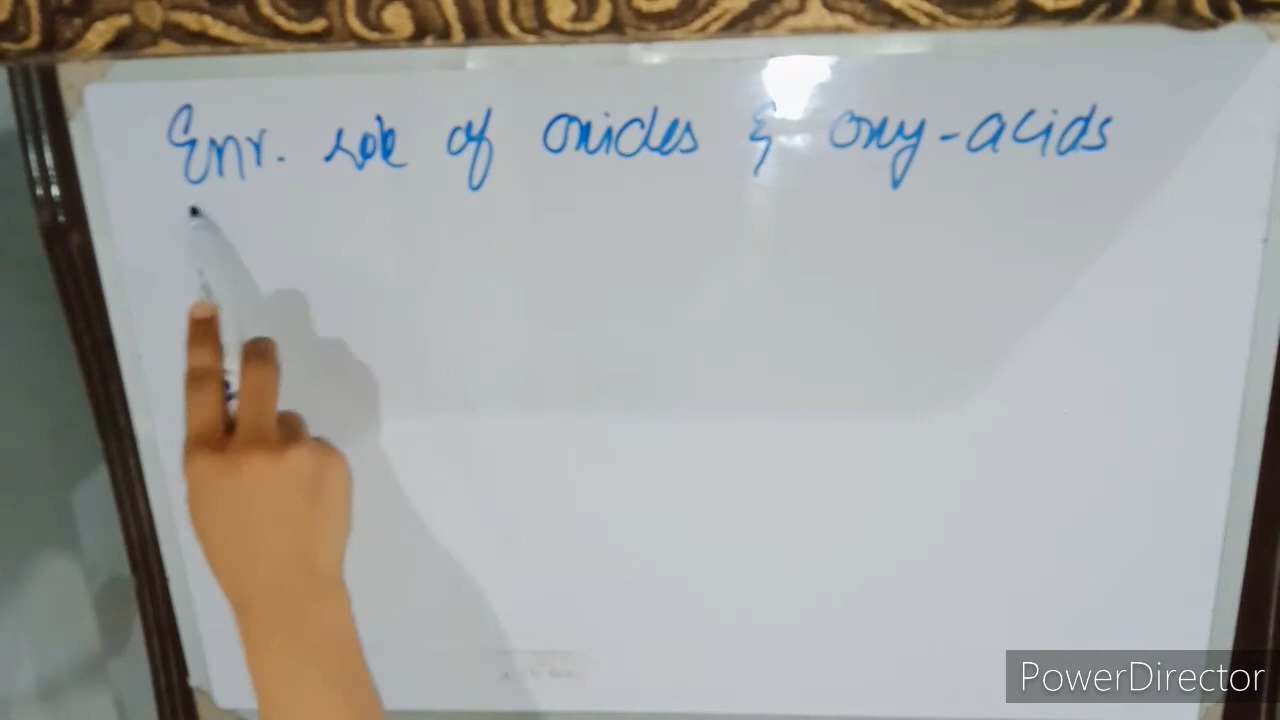 Env. role of oxides & oxy-acids
PowerDirector